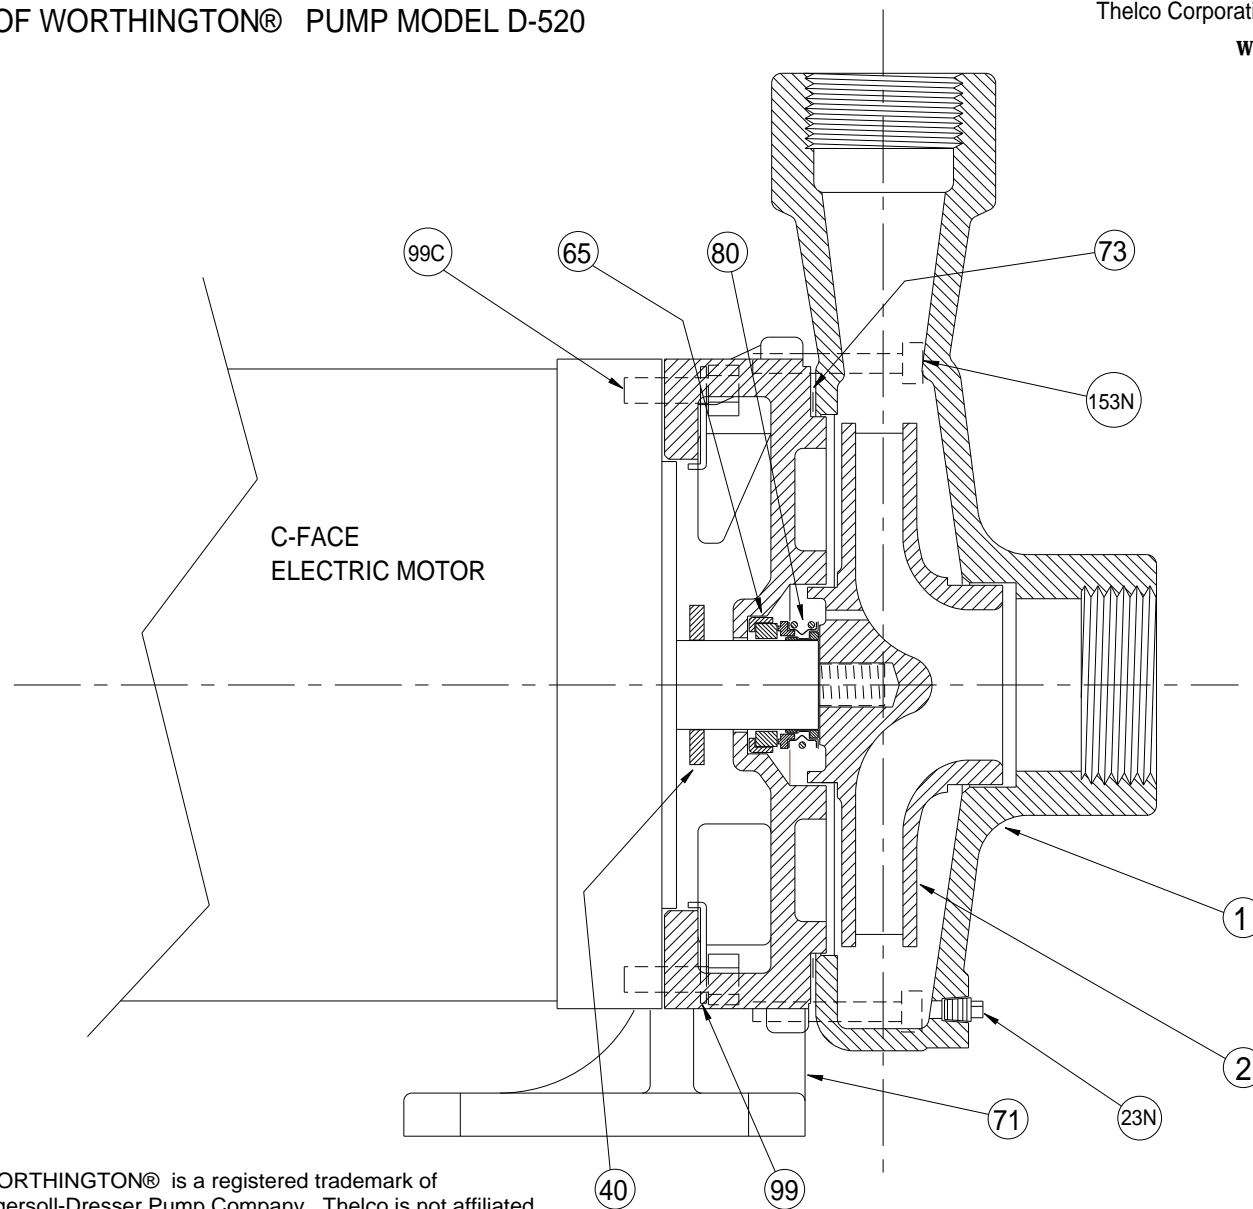 OF WORTHINGTON® PUMP MODEL D-520
Thelco Corporati
w
99C
65
80
73
153N
C-FACE
ELECTRIC MOTOR
1
2
23N
71
40
99
ORTHINGTON® is a registered trademark of
gersoll-Dresser Pump Company. Thelco is not affiliated